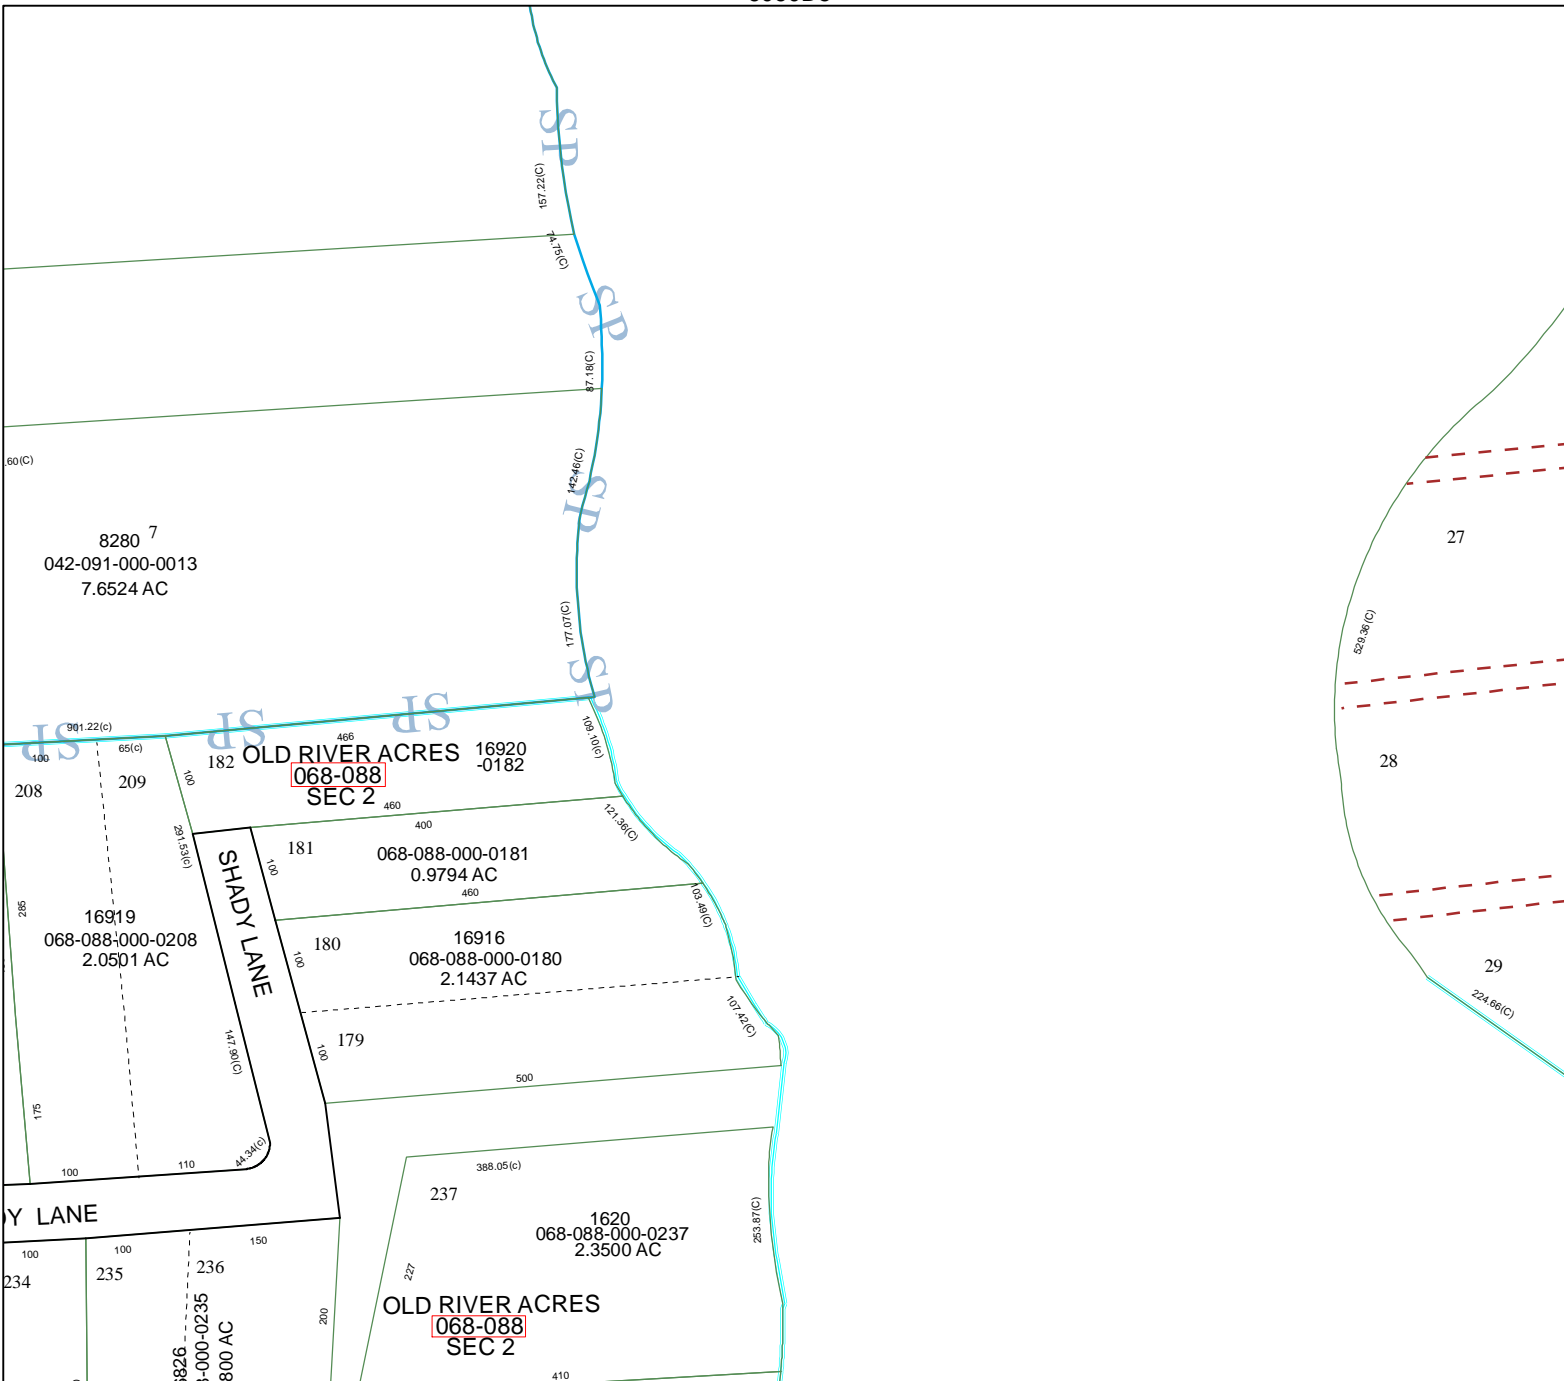 SP
157.22(C)
74.75(C)
SP
87.18(C)
.60(C)
142.46(C)
SP
8280 7
042-091-000-0013
7.6524 AC
27
177.07(C)
529.36(C)
SP
SP
SP
SP
901.22(c)
65(c)
466
109.10(c)
100
208
209
100
182
OLD RIVER ACRES
068-088
SEC 2
16920
-0182
28
460
400
121.36(C)
291.53(c)
181
100
068-088-000-0181
0.9794 AC
460
103.49(C)
SHADY LANE
285
16919
068-088-000-0208
2.0501 AC
180
100
16916
068-088-000-0180
2.1437 AC
29
224.66(C)
107.42(C)
147.90(C)
100
179
500
175
44.34(c)
100
110
388.05(c)
237
LANE
1620
068-088-000-0237
2.3500 AC
253.87(C)
100
100
150
234
235
236
227
200
OLD RIVER ACRES
068-088
SEC 2
-000-0235
800 AC
410